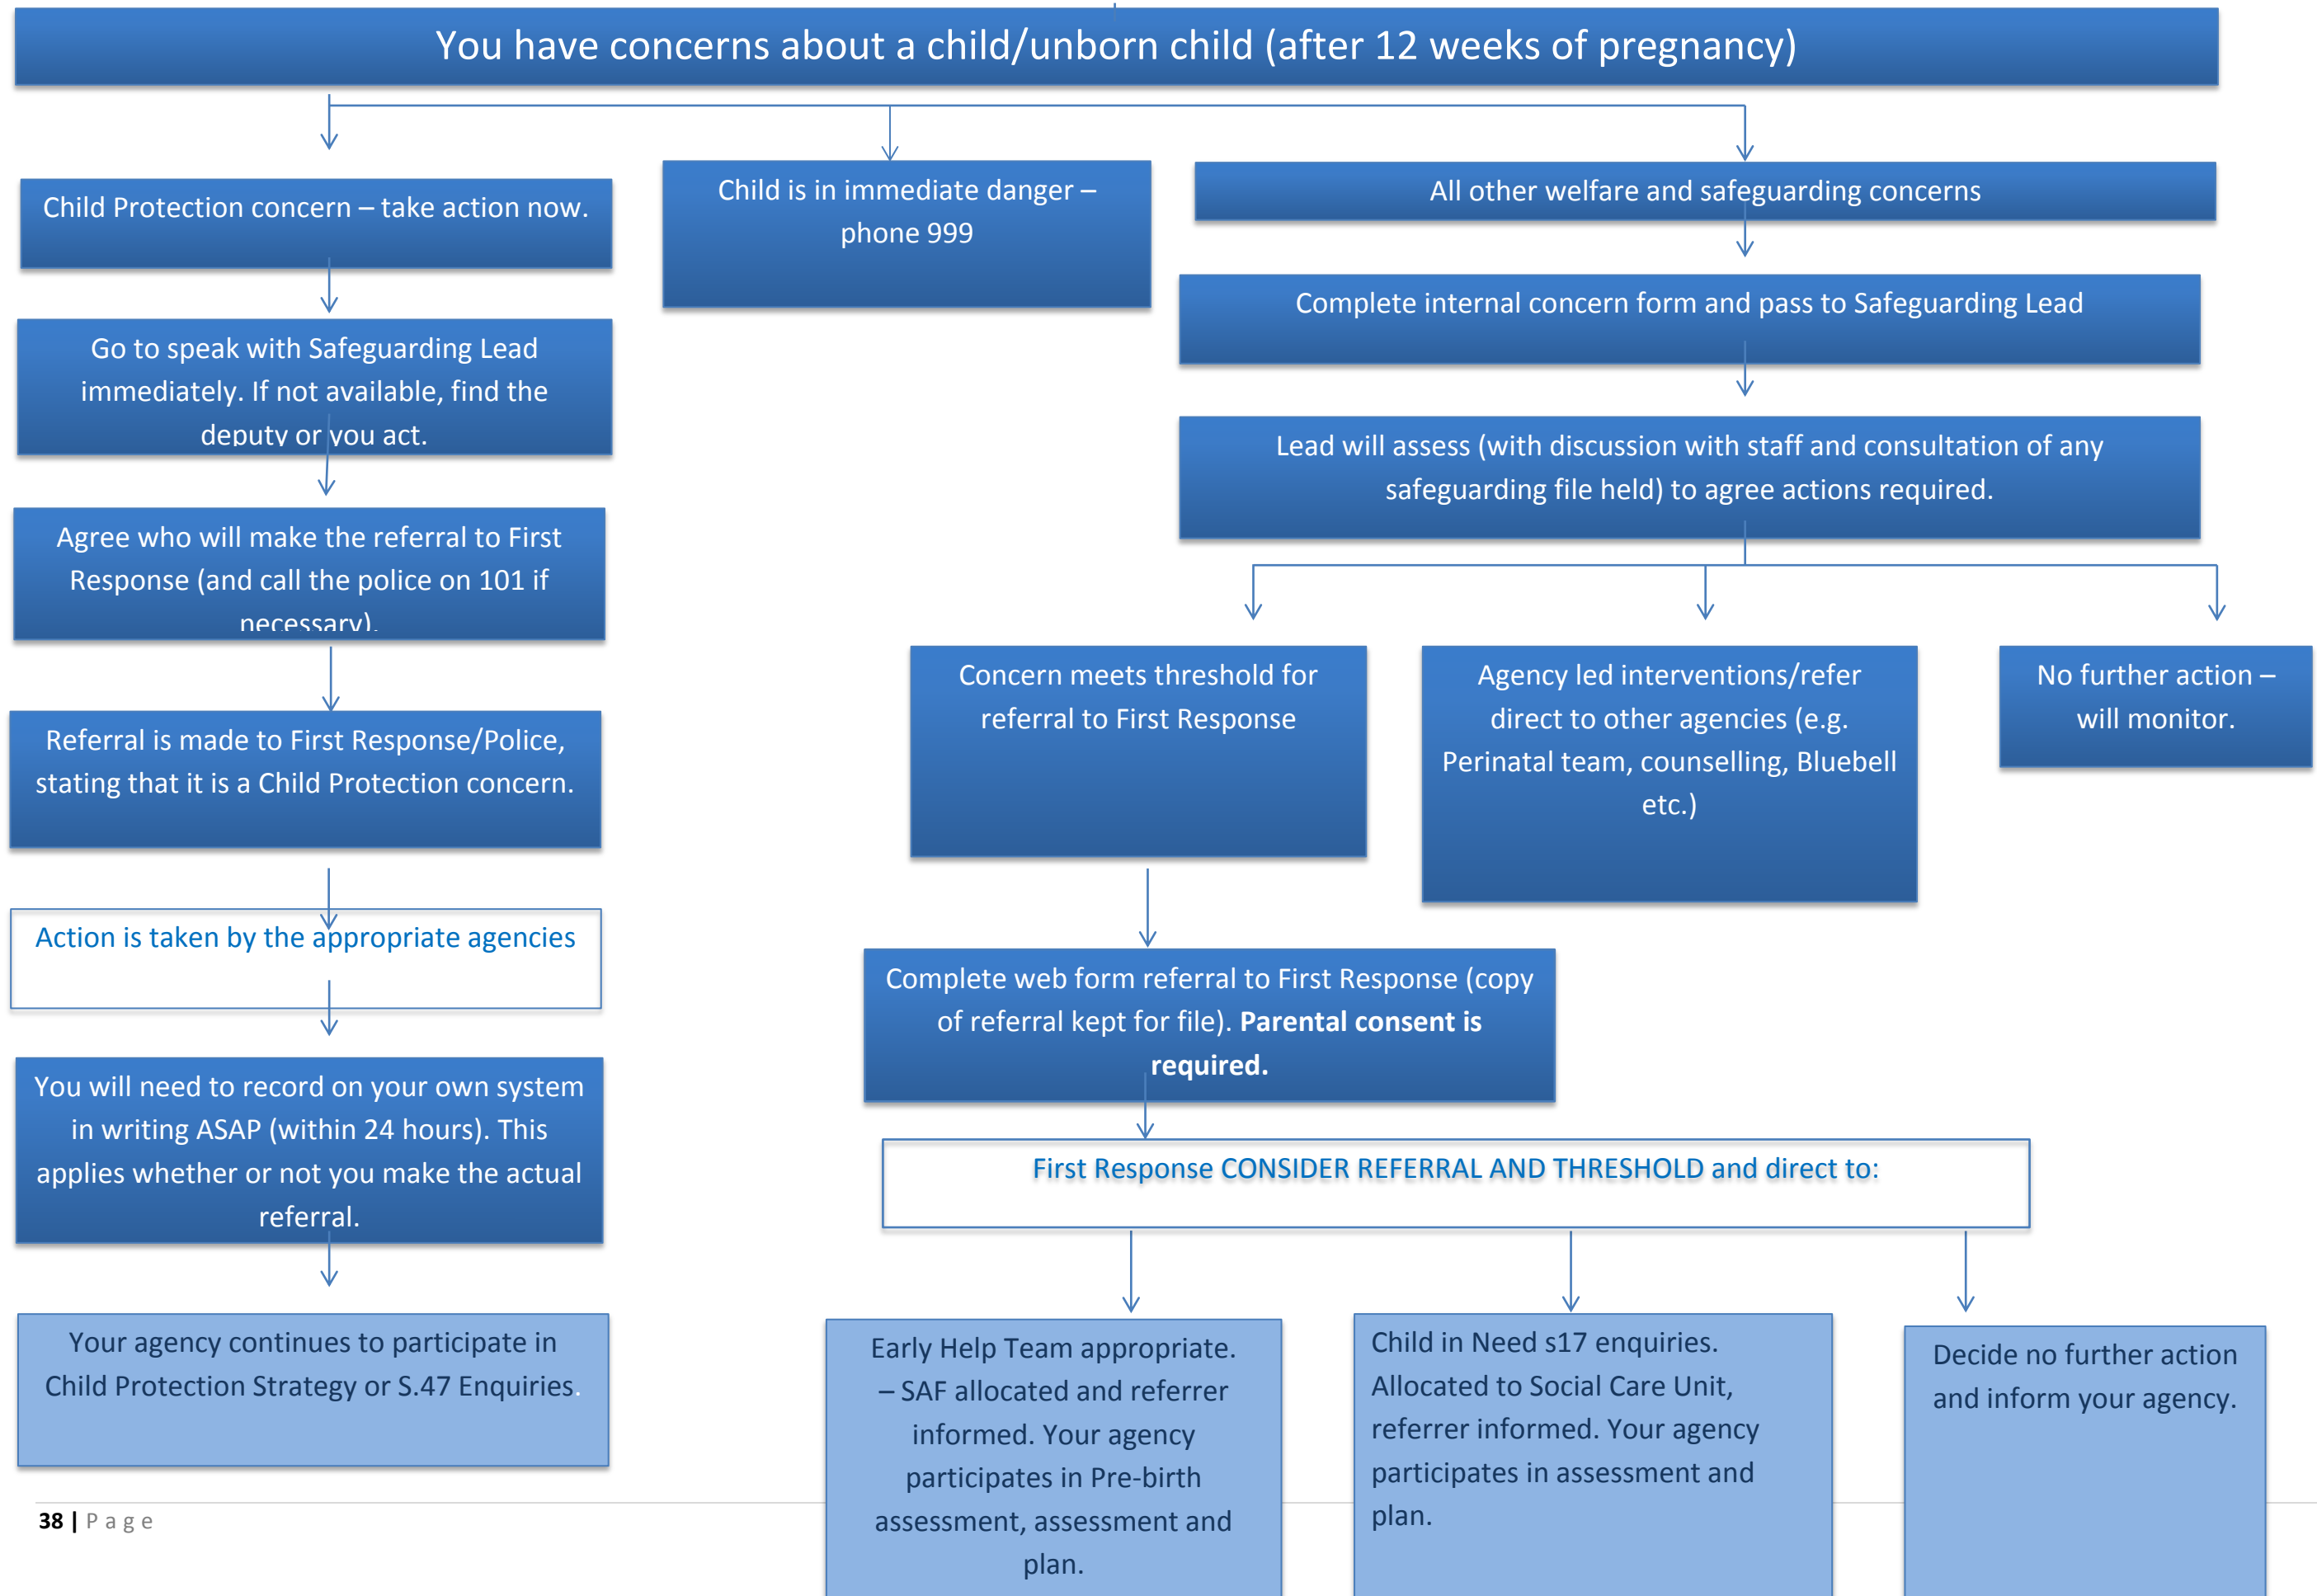 You have concerns about a child/unborn child (after 12 weeks of pregnancy)
Child Protection concern – take action now.
Go to speak with Safeguarding Lead
immediately. If not available, find the
deputy or you act.
Agree who will make the referral to First
Response (and call the police on 101 if
necessary).
Referral is made to First Response/Police,
stating that it is a Child Protection concern.
Action is taken by the appropriate agencies
You will need to record on your own system
in writing ASAP (within 24 hours). This
applies whether or not you make the actual
referral.
Your agency continues to participate in
Child Protection Strategy or S.47 Enquiries.
Child is in immediate danger –
phone 999
All other welfare and safeguarding concerns
Complete internal concern form and pass to Safeguarding Lead
Lead will assess (with discussion with staff and consultation of any
safeguarding file held) to agree actions required.
Concern meets threshold for
referral to First Response
Agency led interventions/refer
direct to other agencies (e.g.
Perinatal team, counselling, Bluebell
etc.)
No further action –
will monitor.
Complete web form referral to First Response (copy
of referral kept for file). Parental consent is
required.
First Response CONSIDER REFERRAL AND THRESHOLD and direct to:
Early Help Team appropriate.
– SAF allocated and referrer
informed. Your agency
participates in Pre-birth
assessment, assessment and
plan.
Child in Need s17 enquiries.
Allocated to Social Care Unit,
referrer informed. Your agency
participates in assessment and
plan.
Decide no further action
and inform your agency.
38 | Page